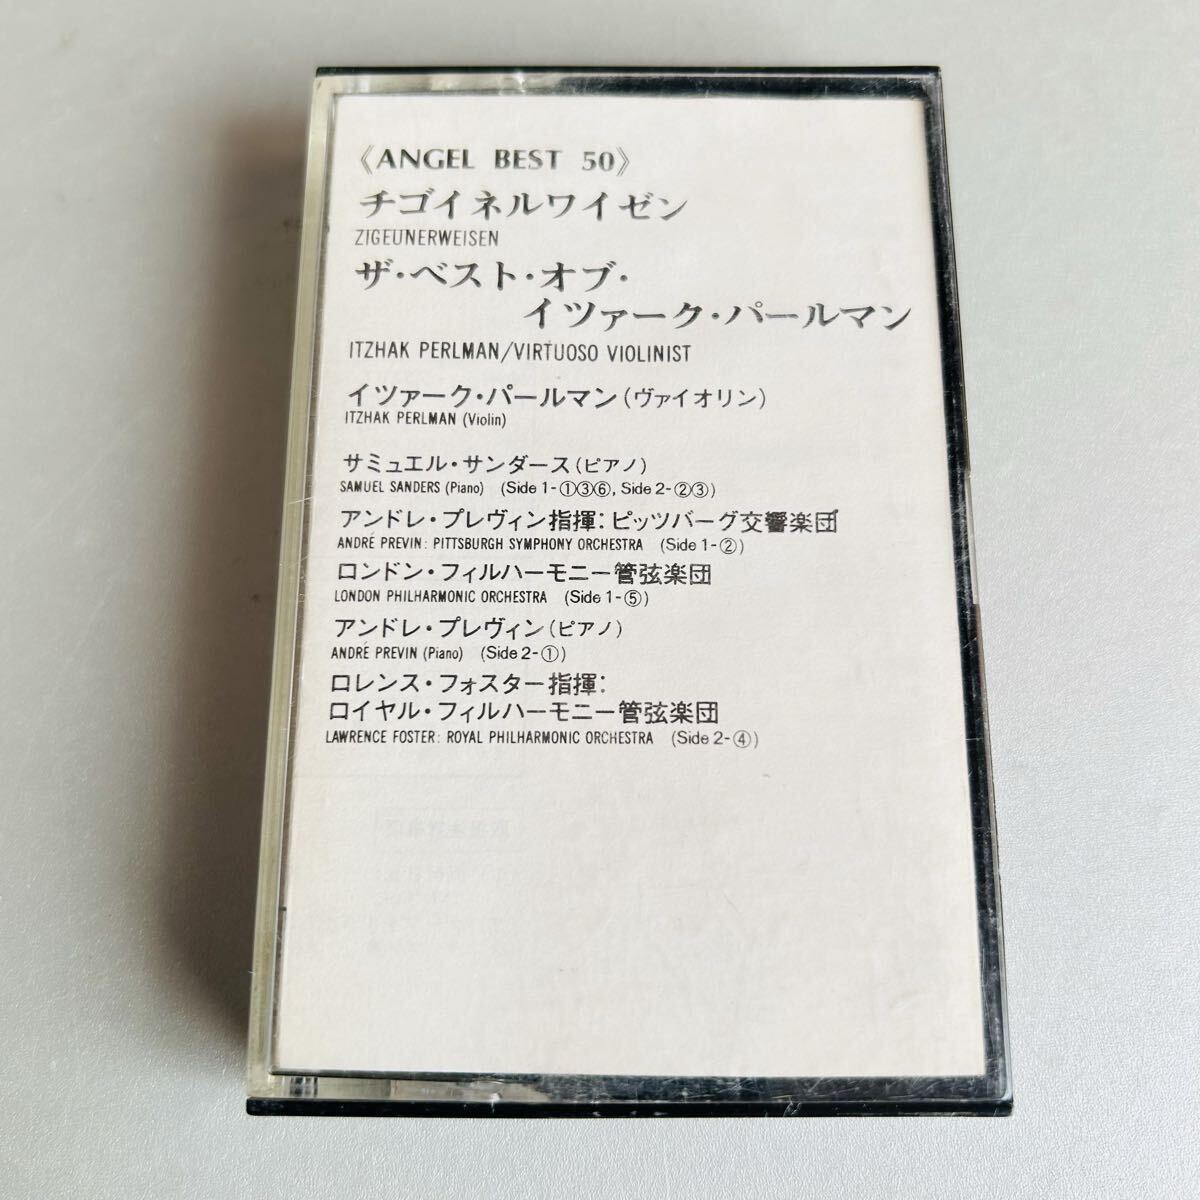 《ANGEL BEST 50》
チゴイネルワイゼン
ZIGEUNERWEISEN
ザ・ベスト・オブ・
イツァーク・パールマン
ITZHAK PERLMAN/VIRTUOSO VIOLINIST
イツァーク・パールマン(ヴァイオリン)
ITZHAK PERLMAN (Violin)
サミュエル・サンダース(ピアノ)
SAMUEL SANDERS (Piano) (Side 1-①③⑥, Side 2-②③)
アンドレ・プレヴィン指揮: ピッツバーグ交響楽団
ANDRÉ PREVIN: PITTSBURGH SYMPHONY ORCHESTRA (Side 1-②)
ロンドン・フィルハーモニー管弦楽団
LONDON PHILHARMONIC ORCHESTRA (Side 1-⑤)
アンドレ・プレヴィン(ピアノ)
ANDRÉ PREVIN (Piano) (Side 2-①)
ロレンス・フォスター指揮:
ロイヤル・フィルハーモニー管弦楽団
LAWRENCE FOSTER: ROYAL PHILHARMONIC ORCHESTRA (Side 2-④)